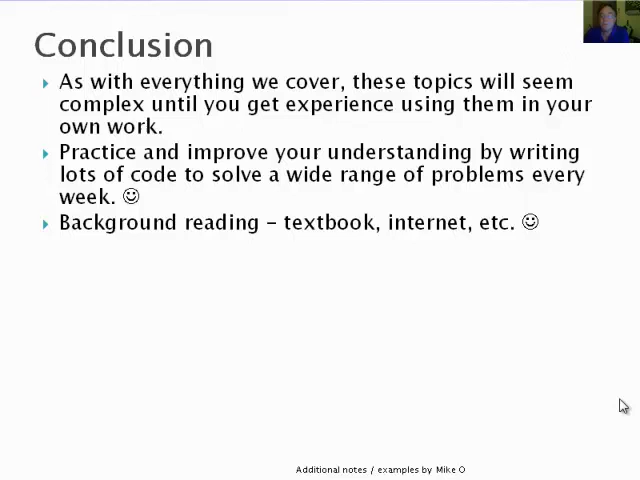 Conclusion
As with everything we cover, these topics will seem
complex until you get experience using them in your
own work.
Practice and improve your understanding by writing
lots of code to solve a wide range of problems every
week. ☺
Background reading – textbook, internet, etc. ☺
Additional notes / examples by Mike O